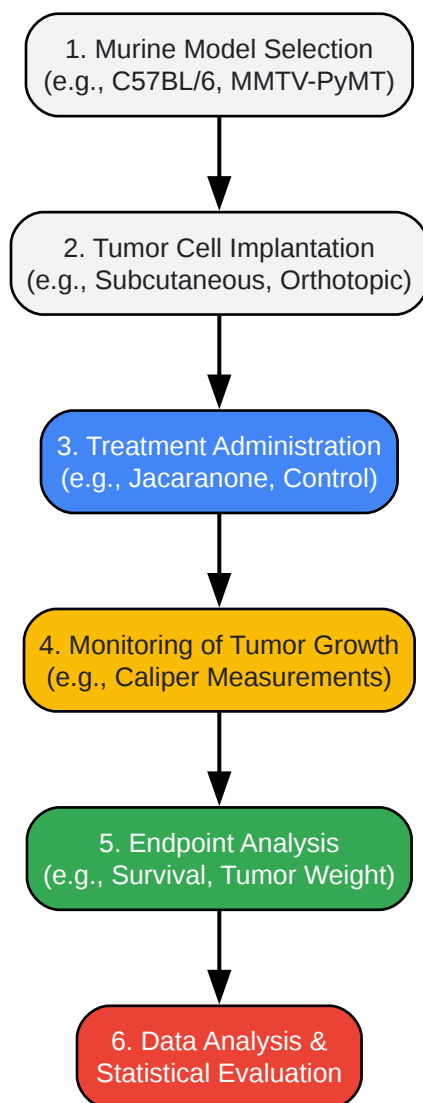 1. Murine Model Selection
(e.g., C57BL/6, MMTV-PyMT)
2. Tumor Cell Implantation
(e.g., Subcutaneous, Orthotopic)
3. Treatment Administration
(e.g., Jacaranone, Control)
4. Monitoring of Tumor Growth
(e.g., Caliper Measurements)
5. Endpoint Analysis
(e.g., Survival, Tumor Weight)
6. Data Analysis &
Statistical Evaluation